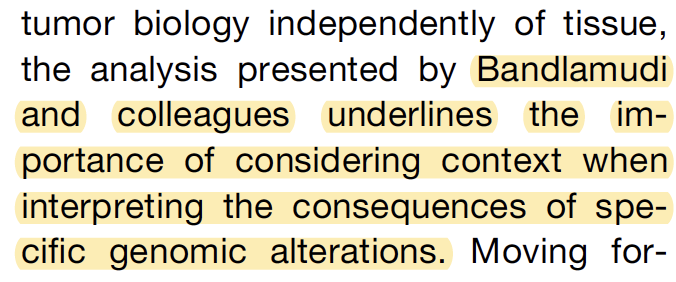 tumor biology independently of tissue,
the analysis presented by Bandlamudi
and colleagues underlines the im-
portance of considering context when
interpreting the consequences of spe-
cific genomic alterations. Moving for-